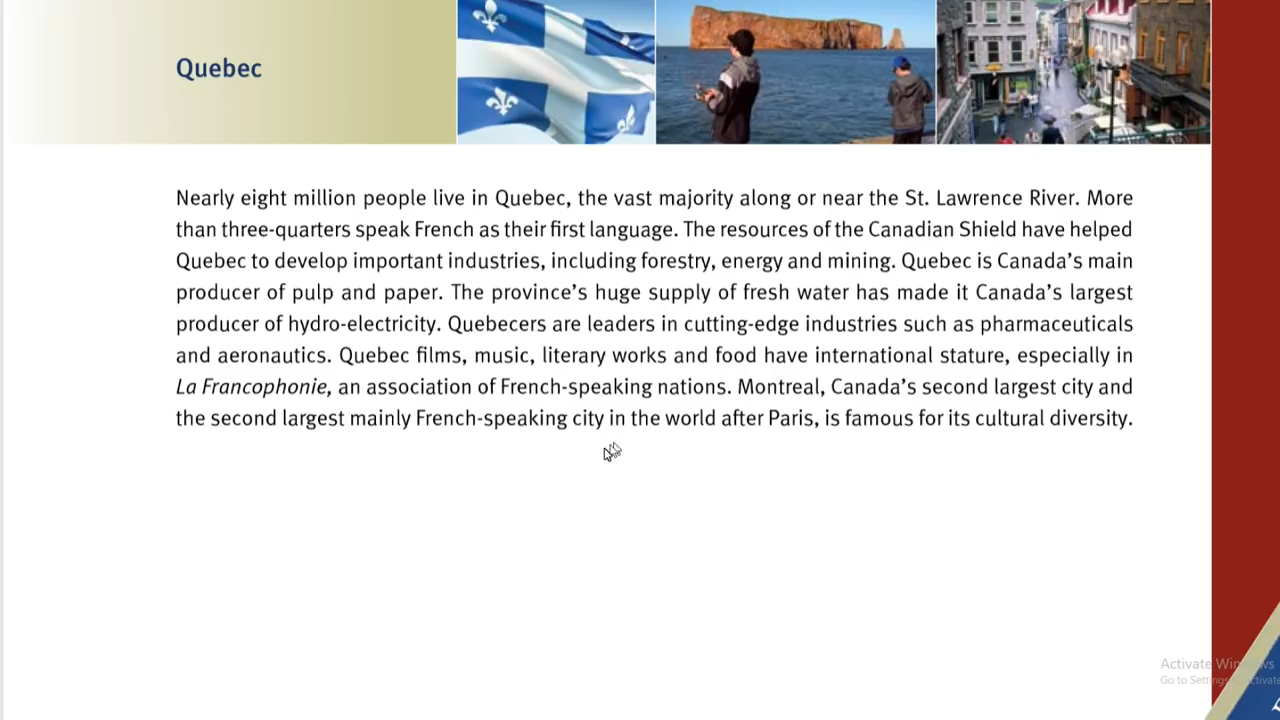 Quebec
Nearly eight million people live in Quebec, the vast majority along or near the St. Lawrence River. More
than three-quarters speak French as their first language. The resources of the Canadian Shield have helped
Quebec to develop important industries, including forestry, energy and mining. Quebec is Canada’s main
producer of pulp and paper. The province’s huge supply of fresh water has made it Canada’s largest
producer of hydro-electricity. Quebecers are leaders in cutting-edge industries such as pharmaceuticals
and aeronautics. Quebec films, music, literary works and food have international stature, especially in
La Francophonie, an association of French-speaking nations. Montreal, Canada’s second largest city and
the second largest mainly French-speaking city in the world after Paris, is famous for its cultural diversity.
Activate Windows
Go to Settings